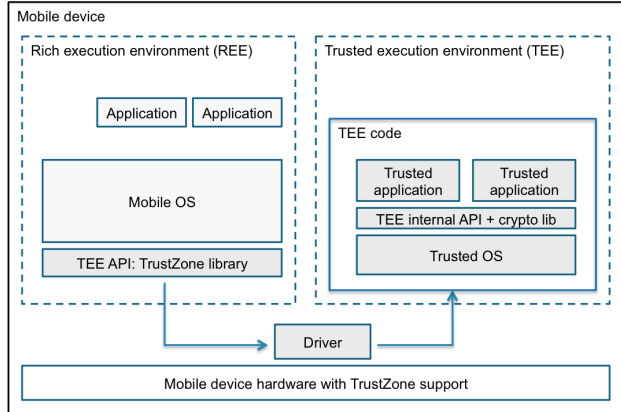 Mobile device
Rich execution environment (REE)
Application
Application
Mobile OS
TEE API: TrustZone library
Trusted execution environment (TEE)
TEE code
Trusted
application
Trusted
application
TEE internal API + crypto lib
Trusted OS
Driver
Mobile device hardware with TrustZone support